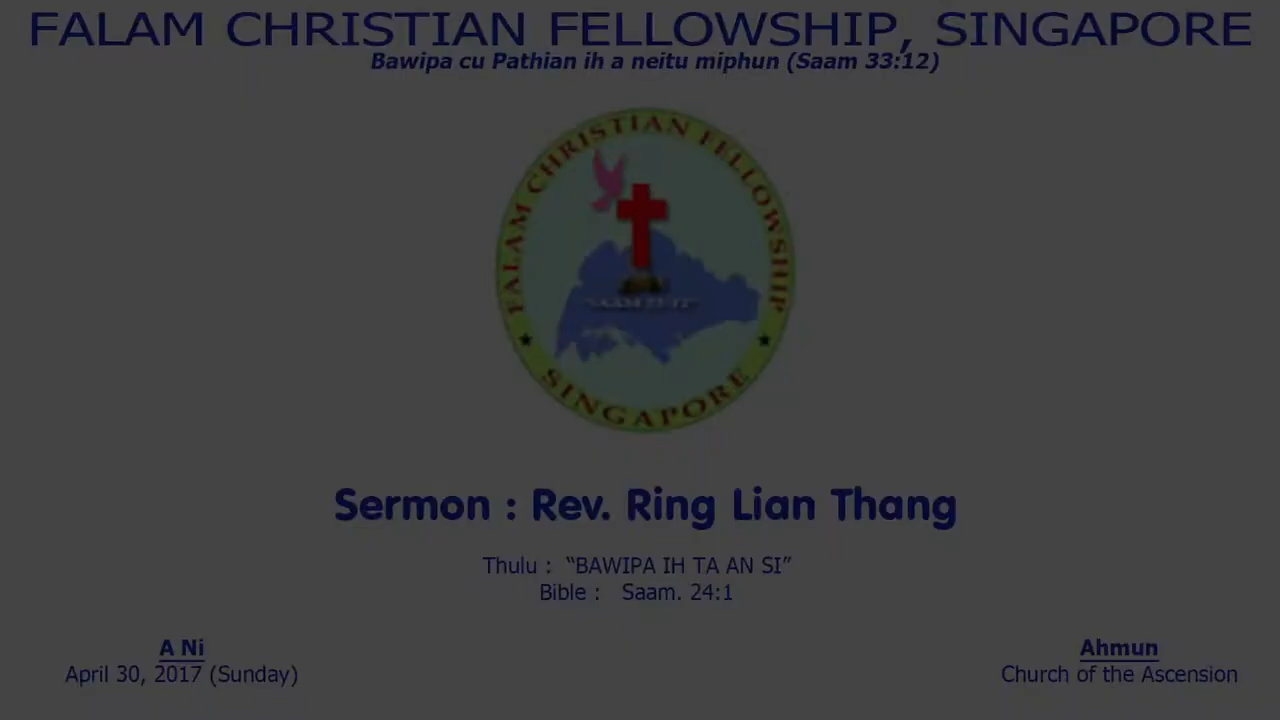 FALAM CHRISTIAN FELLOWSHIP, SINGAPORE
Bawipa cu Pathian ih a neitu miphun (Saam 33:12)
FALAM CHRISTIAN FELLOWSHIP
SINGAPORE
Sermon : Rev. Ring Lian Thang
Thulu : “BAWIPA IH TA AN SI”
Bible : Saam. 24:1
A Ni
April 30, 2017 (Sunday)
Ahmun
Church of the Ascension